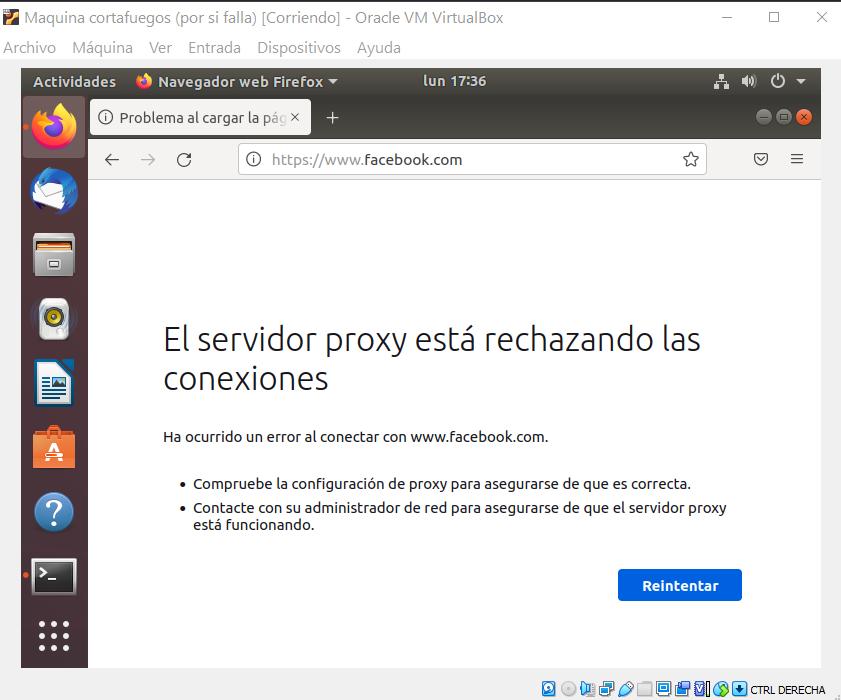 Maquina cortafuegos (por si falla) [Corriendo] - Oracle VM VirtualBox
Archivo Máquina Ver Entrada Dispositivos Ayuda
Actividades Navegador web Firefox lun 17:36
Problema al cargar la pág
https://www.facebook.com
El servidor proxy está rechazando las
conexiones
Ha ocurrido un error al conectar con www.facebook.com.
• Compruebe la configuración de proxy para asegurarse de que es correcta.
• Contacte con su administrador de red para asegurarse de que el servidor proxy
está funcionando.
Reintentar
CTRL DERECHA